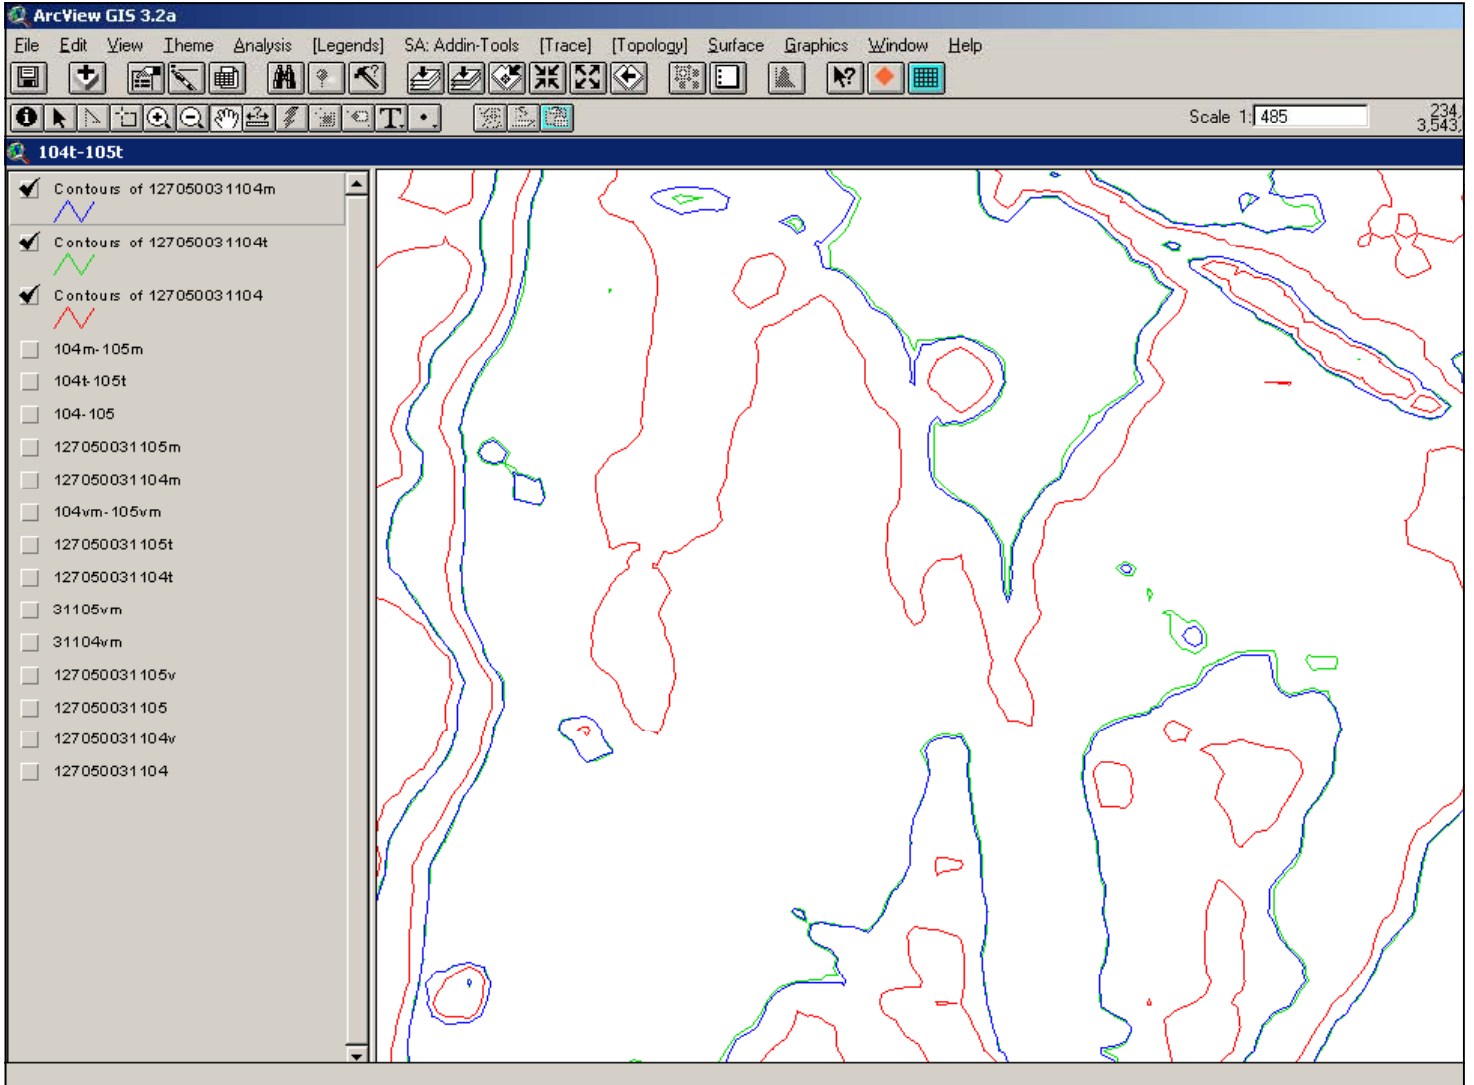 ArcView GIS 3.2a
File Edit View Theme Analysis [Legends] SA: Addin-Tools [Trace] [Topology] Surface Graphics Window Help
Scale 1: 485
234,
3,543,
104t-105t
Contours of 127050031104m
Contours of 127050031104t
Contours of 127050031104
104m-105m
104t-105t
104-105
127050031105m
127050031104m
104vm-105vm
127050031105t
127050031104t
31105vm
31104vm
127050031105v
127050031105
127050031104v
127050031104